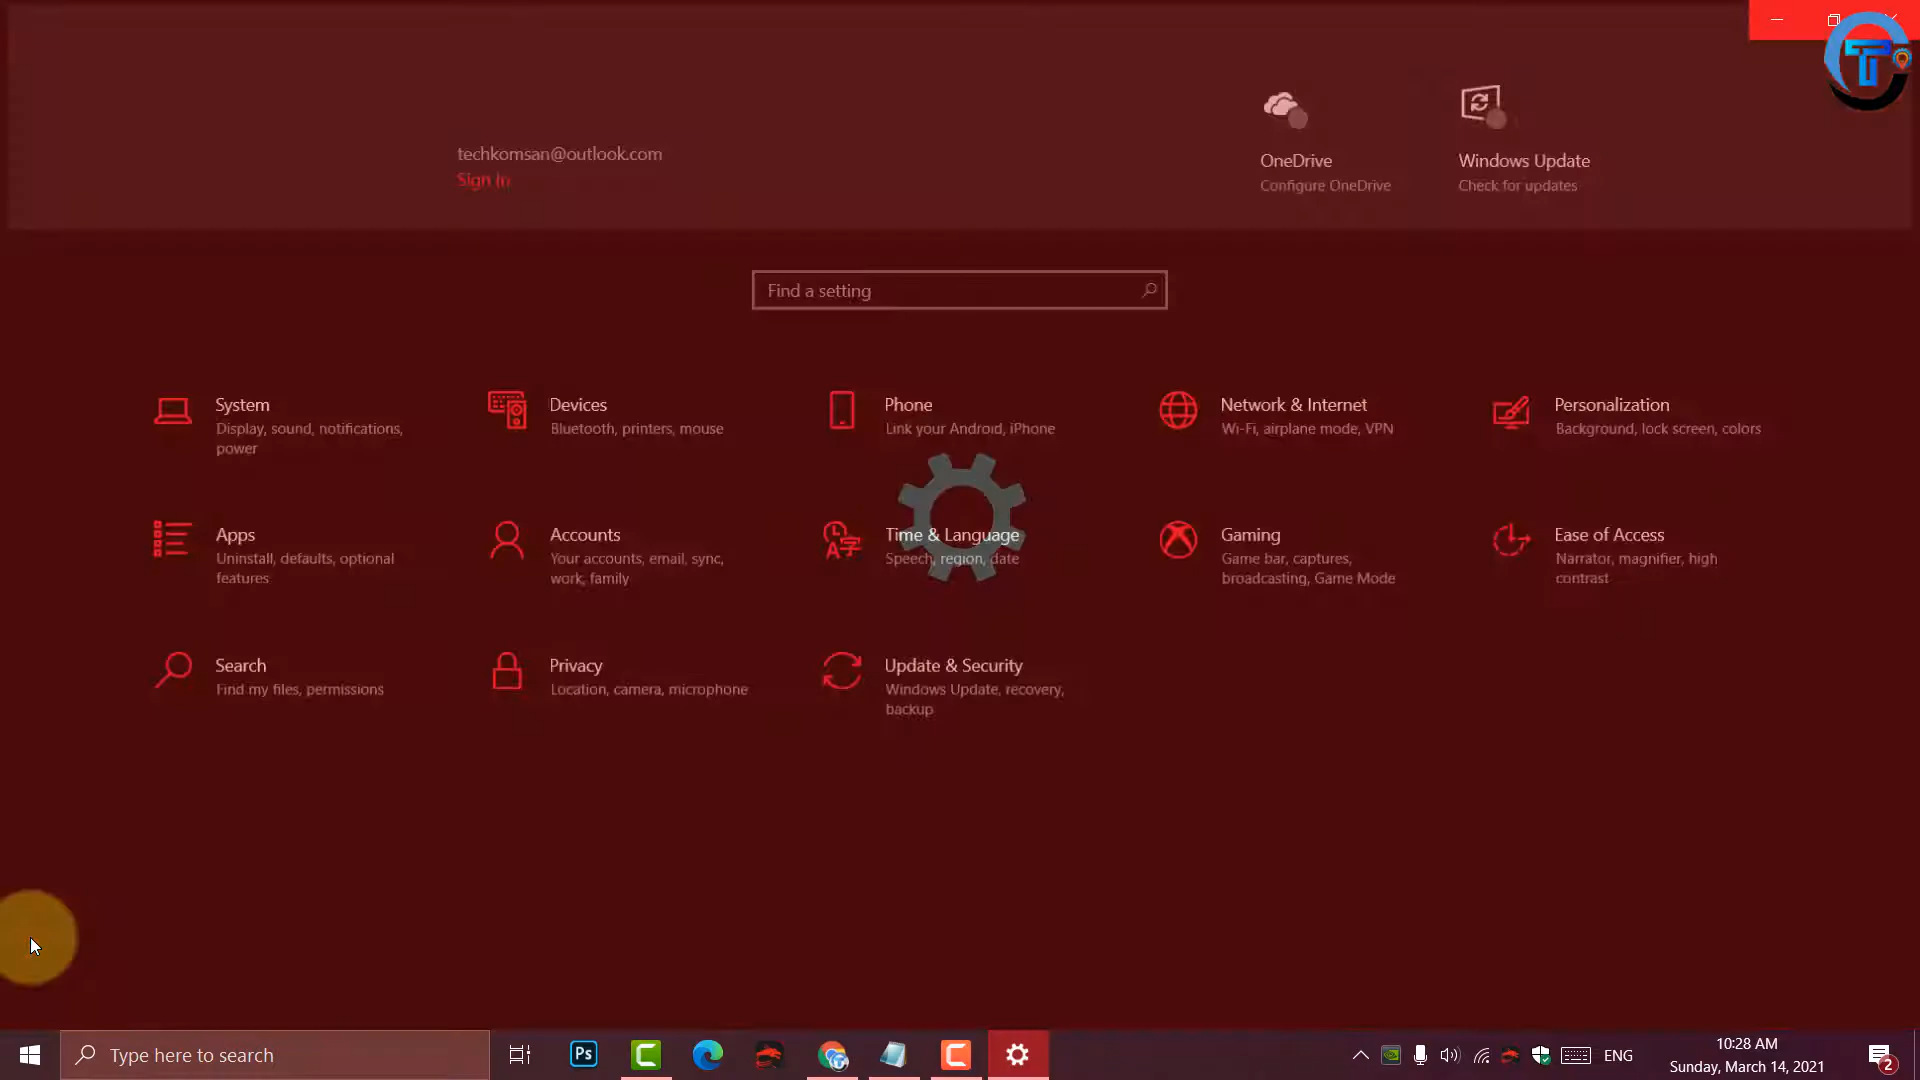 techkomsan@outlook.com
Sign in
OneDrive
Configure OneDrive
Windows Update
Check for updates
Find a setting
System
Display, sound, notifications,
power
Devices
Bluetooth, printers, mouse
Phone
Link your Android, iPhone
Network & Internet
Wi-Fi, airplane mode, VPN
Personalization
Background, lock screen, colors
Apps
Uninstall, defaults, optional
features
Accounts
Your accounts, email, sync,
work, family
Time & Language
Speech, region, date
Gaming
Game bar, captures,
broadcasting, Game Mode
Ease of Access
Narrator, magnifier, high
contrast
Search
Find my files, permissions
Privacy
Location, camera, microphone
Update & Security
Windows Update, recovery,
backup
Type here to search
Ps
ENG
10:28 AM
Sunday, March 14, 2021
2